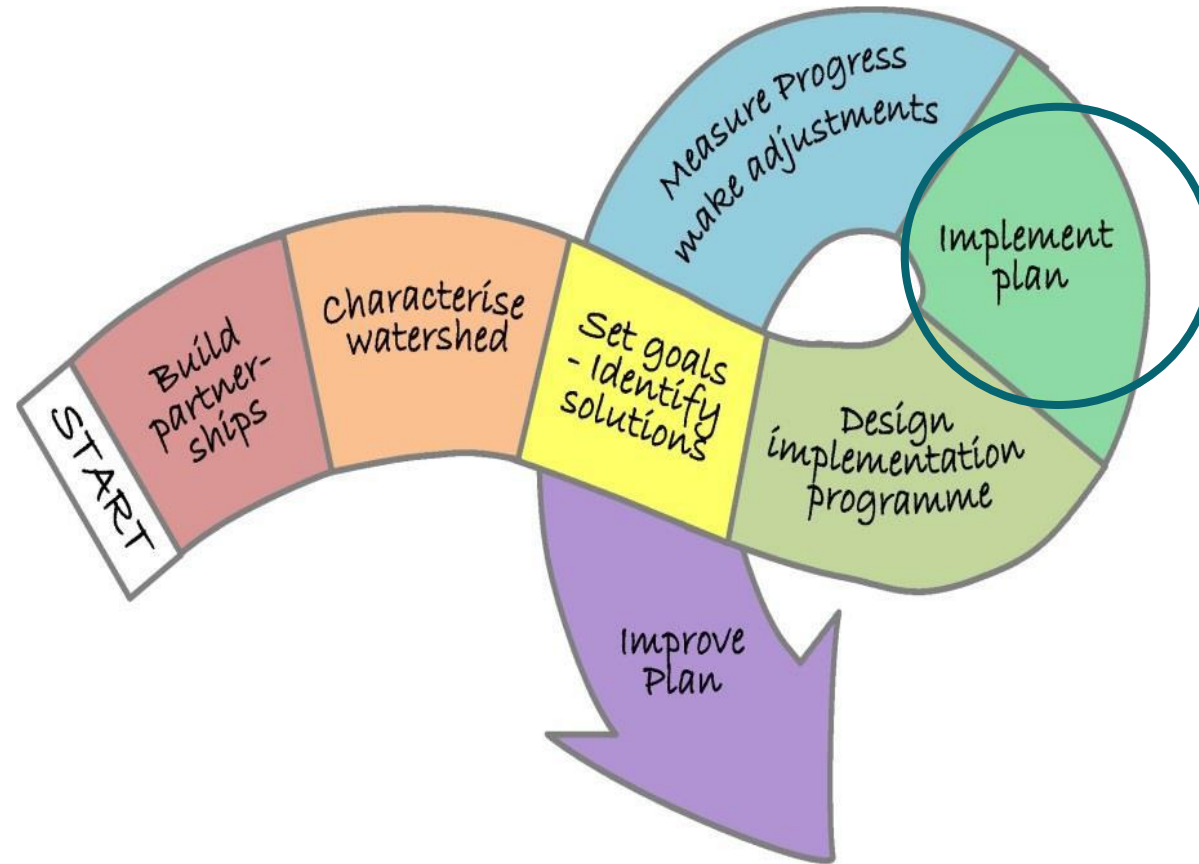 START
Build
partner-
ships
Characterise
watershed
Set goals
- Identify
solutions
Design
implementation
programme
Implement
plan
Measure Progress
make adjustments
Improve
Plan